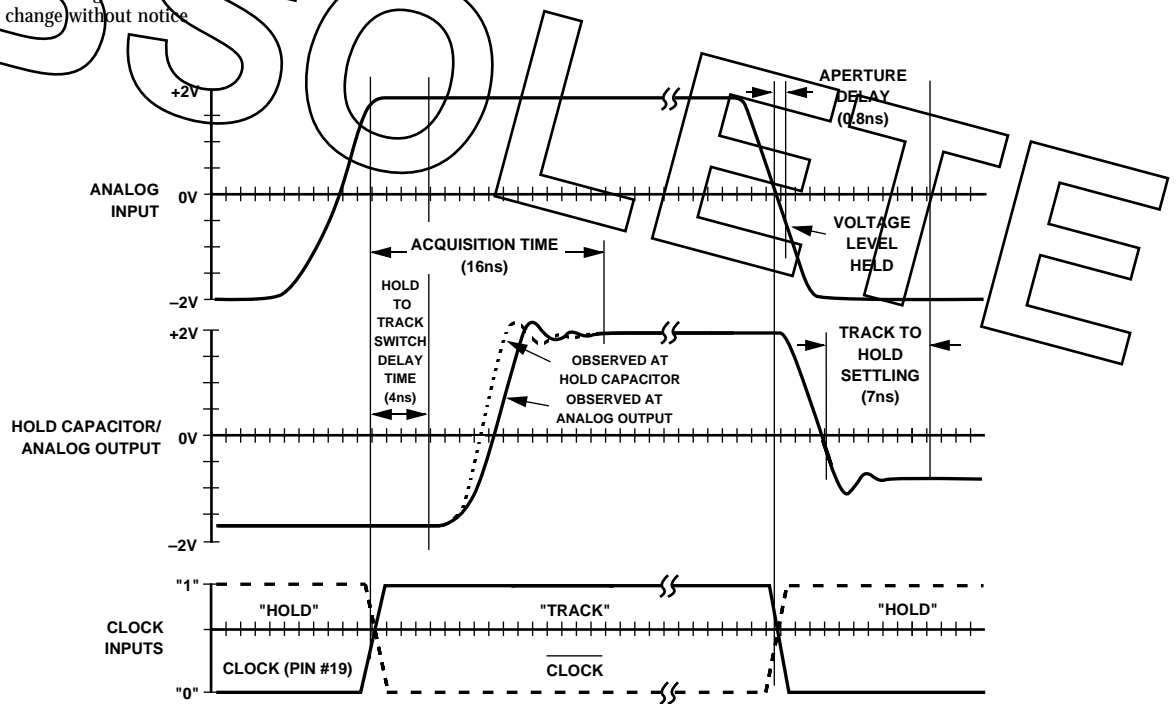 change without notice
OBSOLETE
+2V
0V
–2V
ANALOG
INPUT
APERTURE
DELAY
(0.8ns)
VOLTAGE
LEVEL
HELD
ACQUISITION TIME
(16ns)
HOLD
TO
TRACK
SWITCH
DELAY
TIME
(4ns)
+2V
0V
–2V
HOLD CAPACITOR/
ANALOG OUTPUT
OBSERVED AT
HOLD CAPACITOR
OBSERVED AT
ANALOG OUTPUT
TRACK TO
HOLD
SETTLING
(7ns)
"1"
"HOLD"
"TRACK"
"HOLD"
CLOCK
INPUTS
CLOCK (PIN #19)
CLOCK
"0"